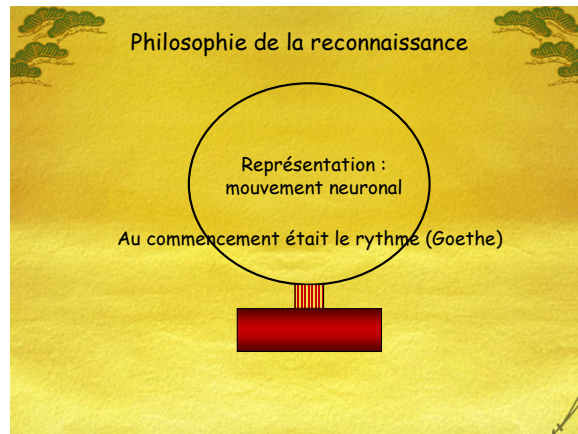 Philosophie de la reconnaissance
Représentation :
mouvement neuronal
Au commencement était le rythme (Goethe)